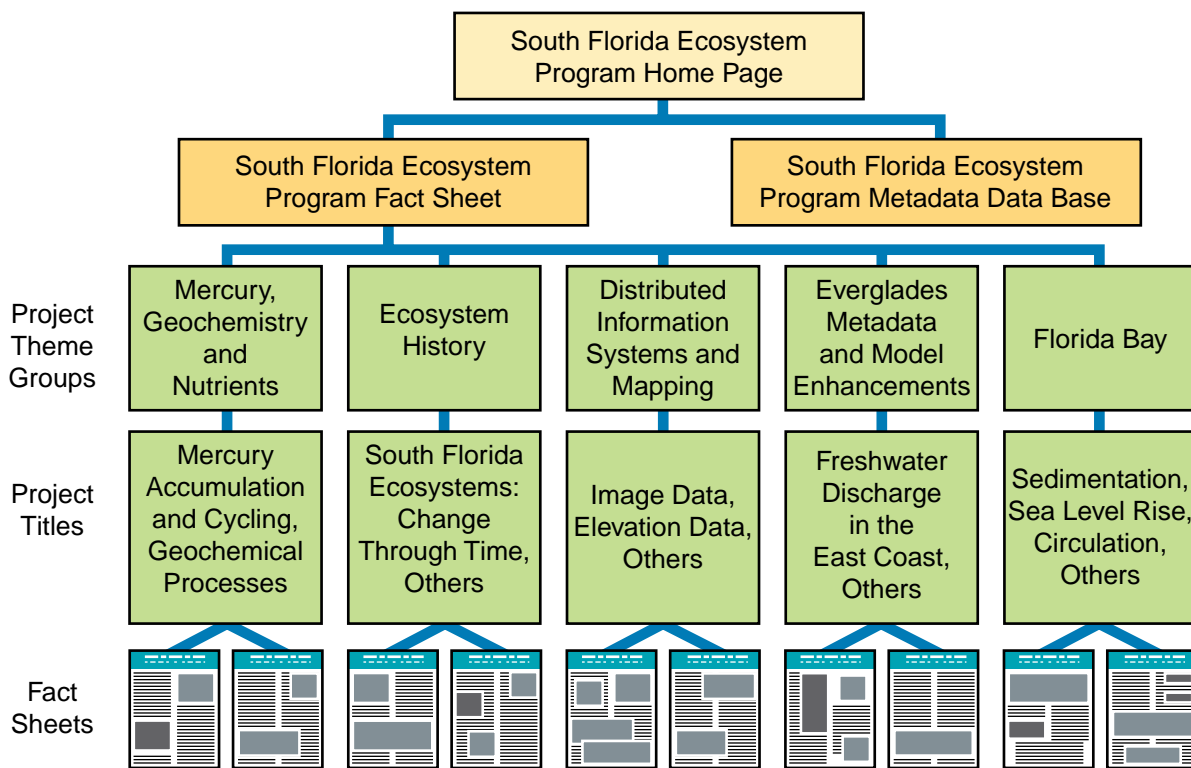 South Florida Ecosystem
Program Home Page
South Florida Ecosystem
Program Fact Sheet
South Florida Ecosystem
Program Metadata Data Base
Project
Theme
Groups
Mercury,
Geochemistry
and
Nutrients
Ecosystem
History
Distributed
Information
Systems and
Mapping
Everglades
Metadata
and Model
Enhancements
Florida Bay
Project
Titles
Mercury
Accumulation
and Cycling,
Geochemical
Processes
South Florida
Ecosystems:
Change
Through Time,
Others
Image Data,
Elevation Data,
Others
Freshwater
Discharge
in the
East Coast,
Others
Sedimentation,
Sea Level Rise,
Circulation,
Others
Fact
Sheets